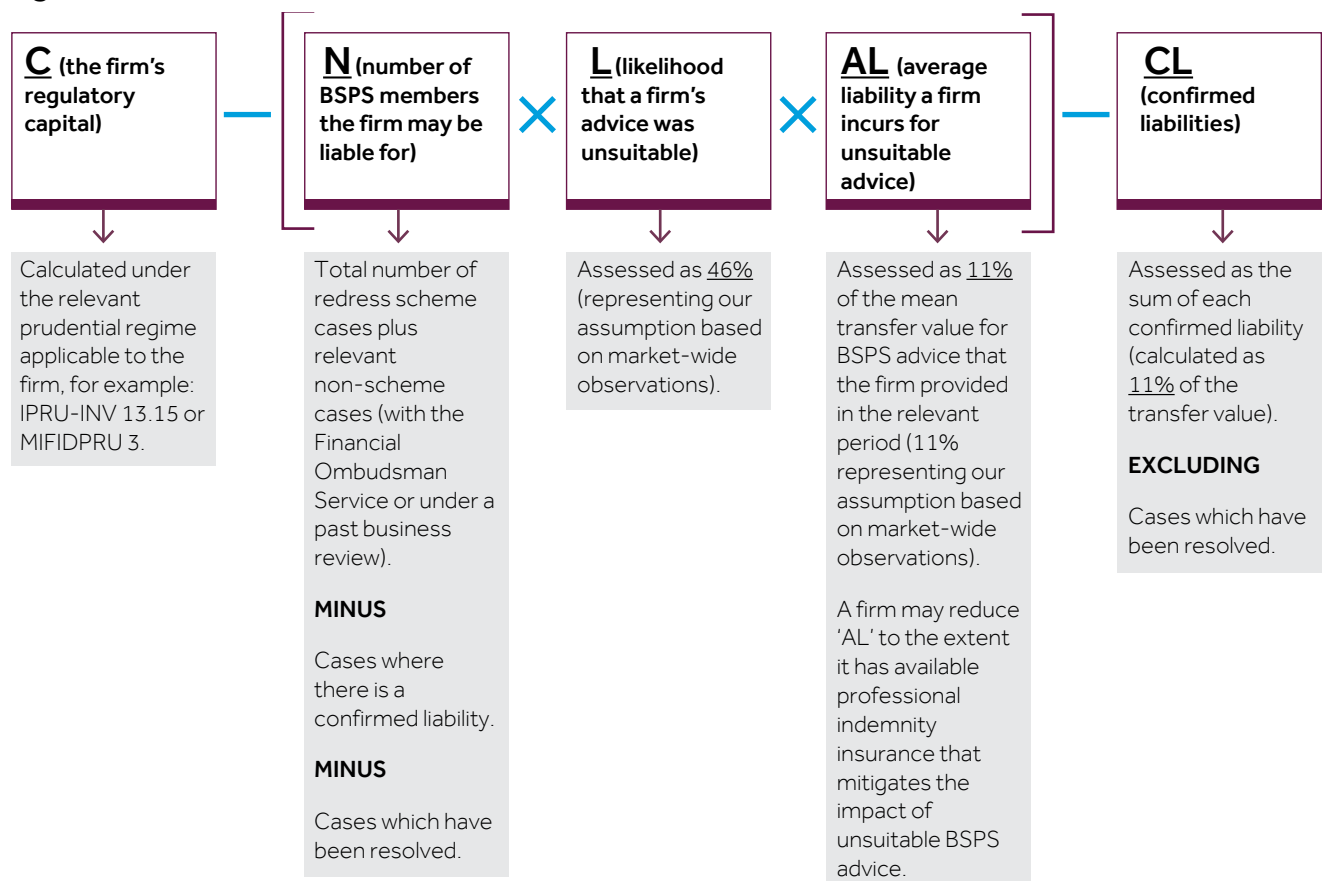 C (the firm's
regulatory
capital)
N (number of
BSPS members
the firm may be
liable for)
L (likelihood
that a firm's
advice was
unsuitable)
AL (average
liability a firm
incurs for
unsuitable
advice)
CL
(confirmed
liabilities)
Calculated under
the relevant
prudential regime
applicable to the
firm, for example:
IPRU-INV 13.15 or
MIFIDPRU 3.
Total number of
redress scheme
cases plus
relevant
non-scheme
cases (with the
Financial
Ombudsman
Service or under a
past business
review).
MINUS
Cases where
there is a
confirmed liability.
MINUS
Cases which have
been resolved.
Assessed as 46%
(representing our
assumption based
on market-wide
observations).
Assessed as 11%
of the mean
transfer value for
BSPS advice that
the firm provided
in the relevant
period (11%
representing our
assumption based
on market-wide
observations).
A firm may reduce
'AL' to the extent
it has available
professional
indemnity
insurance that
mitigates the
impact of
unsuitable BSPS
advice.
Assessed as the
sum of each
confirmed liability
(calculated as
11% of the
transfer value).
EXCLUDING
Cases which have
been resolved.